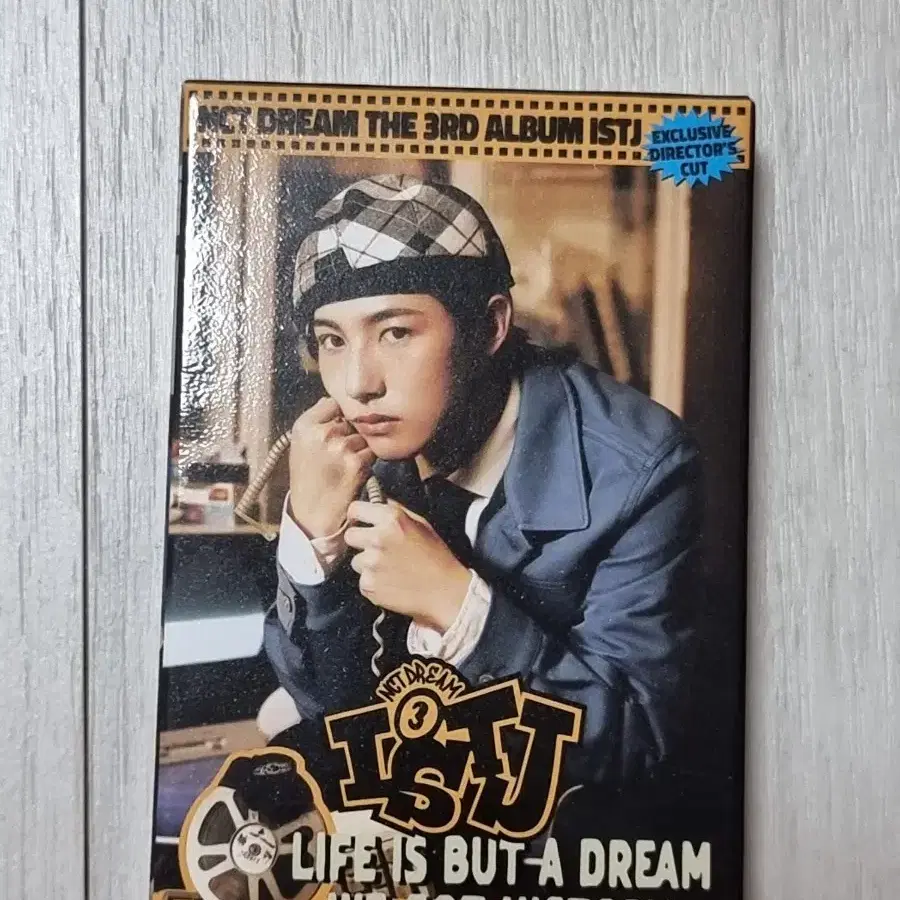 NCT DREAM THE 3RD ALBUM ISTJ
EXCLUSIVE
DIRECTOR'S
CUT
NCT DREAM
3
ISTJ
LIFE IS BUT A DREAM